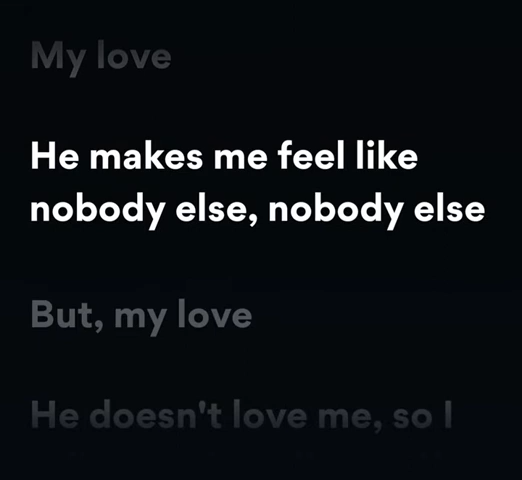 My love
He makes me feel like
nobody else, nobody else
But, my love
He doesn't love me, so I